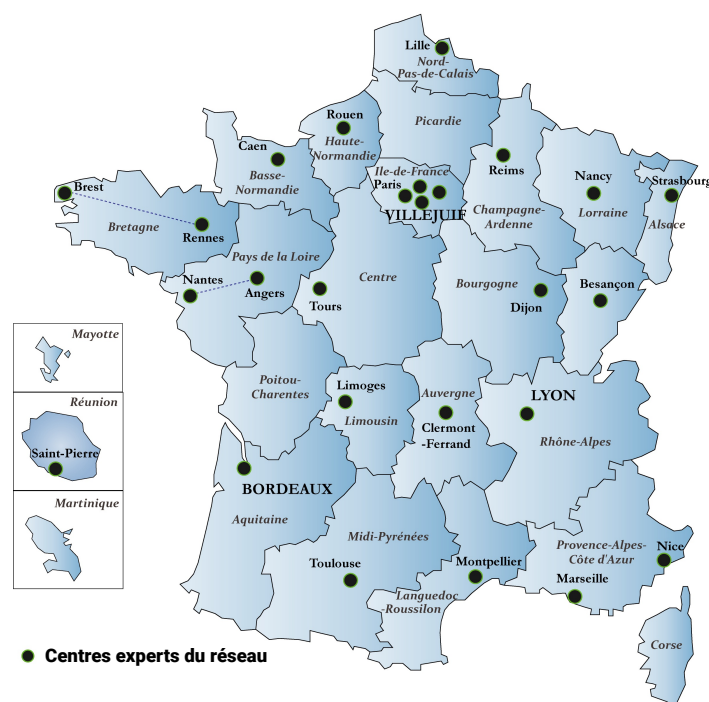 Lille
Nord-
Pas-de-Calais
Picardie
Rouen
Haute-
Normandie
Caen
Basse-
Normandie
Ile-de-France
Paris
VILLEJUIF
Reims
Champagne-
Ardenne
Nancy
Lorraine
Strasbourg
Alsace
Brest
Bretagne
Rennes
Pays de la Loire
Nantes
Angers
Tours
Centre
Bourgogne
Dijon
Besançon
Mayotte
Réunion
Saint-Pierre
Martinique
Poitou-
Charentes
Limoges
Limousin
Auvergne
Clermont
-Ferrand
LYON
Rhône-Alpes
BORDEAUX
Aquitaine
Midi-Pyrénées
Toulouse
Montpellier
Languedoc
-Roussilon
Provence-Alpes-
Côte d'Azur
Nice
Marseille
Corse
Centres experts du réseau